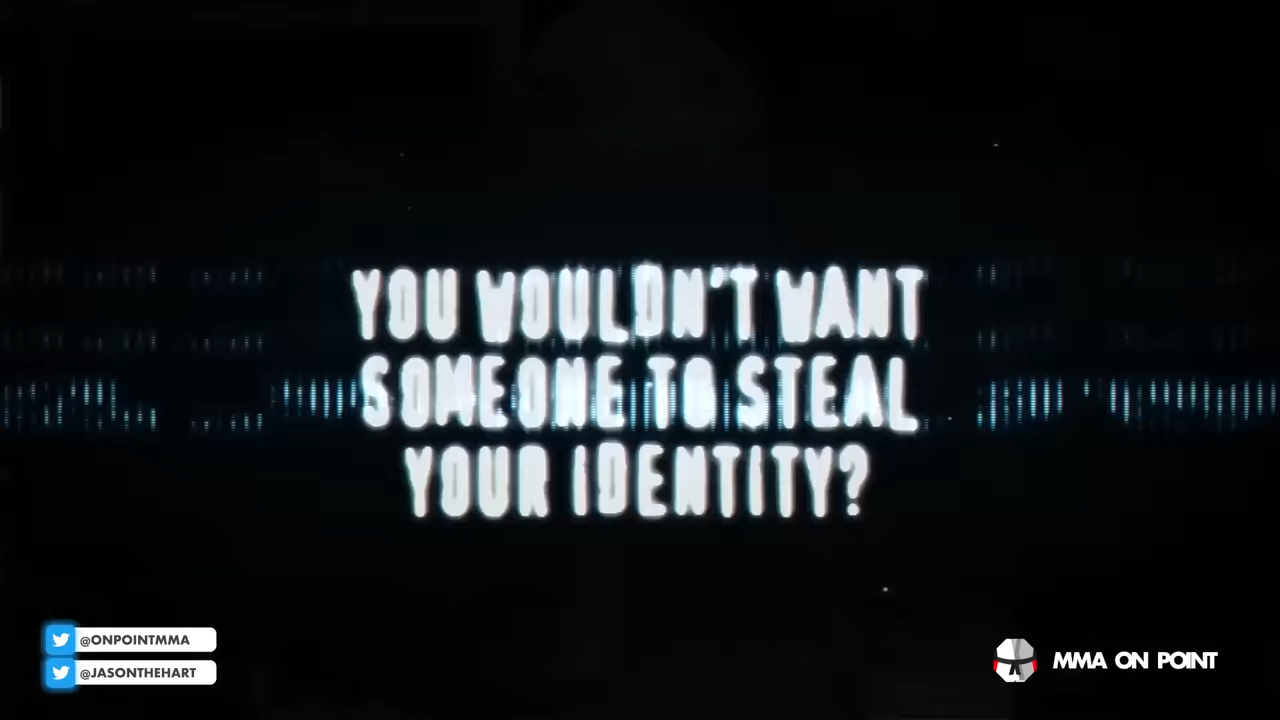 YOU WOULDN'T WANT
SOMEONE TO STEAL
YOUR IDENTITY?
@ONPOINTMMA
@JASONTHEHART
MMA ON POINT